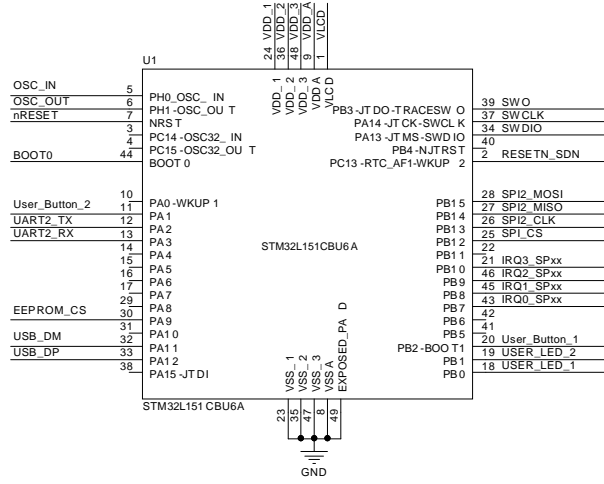 VDD_1
VDD_2
VDD_3
VDD_A
VLCD
24
36
48
9
1
U1
VDD_1
VDD_2
VDD_3
VDD A
VLC D
OSC_IN 5 PH0_OSC_ IN
OSC_OUT 6 PH1-OSC_OU T
nRESET 7 NRST
3 PC14-OSC32_ IN
4 PC15-OSC32_OU T
BOOT0 44 BOOT 0
PB3-JT DO-TRACESW O 39 SWO
PA14 -JT CK-SWCL K 37 SWCLK
PA13 -JT MS-SWD IO 34 SWDIO
PB4-NJT RST 40
PC13 -RTC_AF1-WKUP 2 2 RESETN_SDN
10 PA0-WKUP 1
User_Button_2 11 PA1
UART2_TX 12 PA2
UART2_RX 13 PA3
14 PA4
15 PA5
16 PA6
17 PA7
29 PA8
EEPROM_CS 30 PA9
31 PA10
USB_DM 32 PA11
USB_DP 33 PA12
38 PA15 -JT DI
STM32L151CBU6A
PB15 28 SPI2_MOSI
PB14 27 SPI2_MISO
PB13 26 SPI2_CLK
PB12 25 SPI_CS
PB11 22
PB10 21 IRQ3_SPxx
PB9 46 IRQ2_SPxx
PB8 45 IRQ1_SPxx
PB7 43 IRQ0_SPxx
PB6 42
PB5 41
PB2 -BOO T1 20 User_Button_1
PB1 19 USER_LED_2
PB0 18 USER_LED_1
VSS_1
VSS_2
VSS_3
VSS A
EXPOSED_PA D
STM32L151 CBU6A
23
35
47
8
49
GND